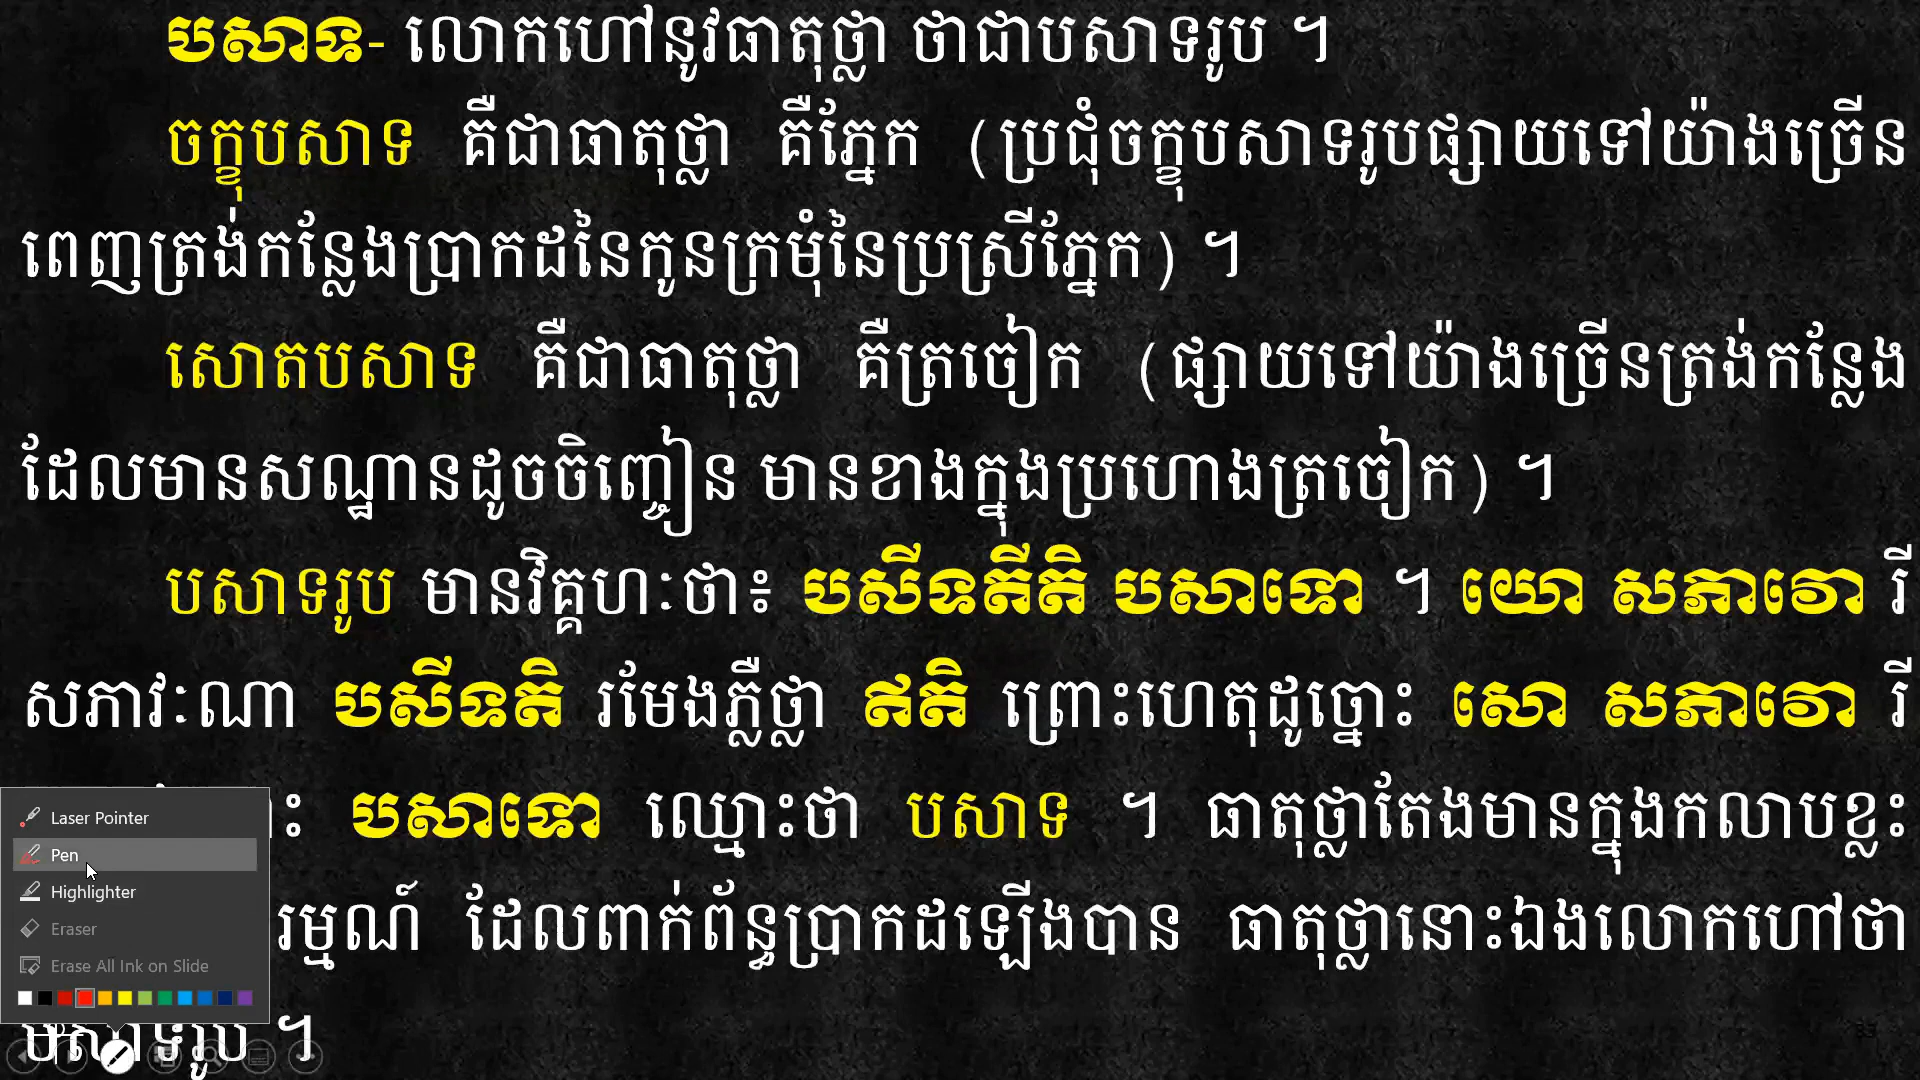 បសាទ- លោកហៅនូវធាតុថ្លា ថាជាបសាទរូប ។
ចក្ខុបសាទ គឺជាធាតុថ្លា គឺភ្នែក (ប្រជុំចក្ខុបសាទរូបផ្សាយទៅយ៉ាងច្រើន
ពេញត្រង់កន្លែងប្រាកដនៃកូនក្រមុំនៃប្រស្រីភ្នែក) ។
សោតបសាទ គឺជាធាតុថ្លា គឺត្រចៀក (ផ្សាយទៅយ៉ាងច្រើនត្រង់កន្លែង
ដែលមានសណ្ឋានដូចចិញ្ចៀន មានខាងក្នុងប្រហោងត្រចៀក) ។
បសាទរូប មានវិគ្គហៈថា៖ បសីទតីតិ បសាទោ ។ យោ សភាវោ រី
សភាវៈណា បសីទតិ រមែងភ្លឺថ្លា ឥតិ ព្រោះហេតុដូច្នោះ សោ សភាវោ រី
បសាទោ ឈ្មោះថា បសាទ ។ ធាតុថ្លាតែងមានក្នុងកលាបខ្លះ
រម្មណ៍ ដែលពាក់ព័ន្ធប្រាកដឡើងបាន ធាតុថ្លានោះឯងលោកហៅថា
បសាទរូប ។
Laser Pointer
Pen
Highlighter
Eraser
Erase All Ink on Slide